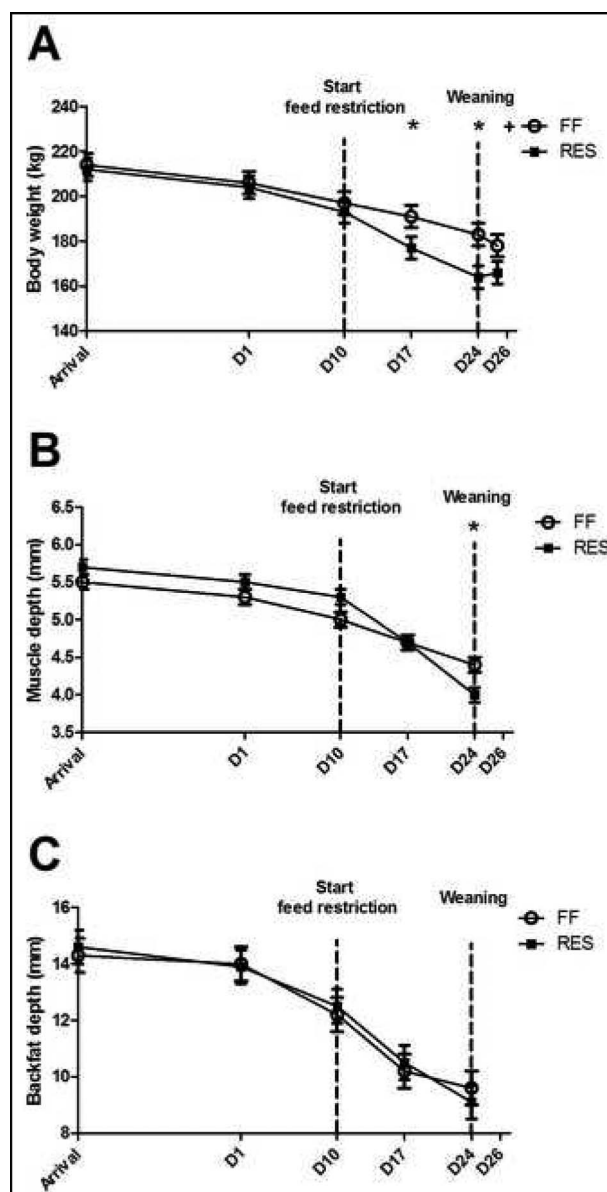 A
Start
feed restriction
Weaning
* * +
FF
RES
Body weight (kg)
240
220
200
180
160
140
Arrival
D1
D10
D17
D24
D26
B
Start
feed restriction
Weaning
*
FF
RES
Muscle depth (mm)
6.5
6.0
5.5
5.0
4.5
4.0
3.5
Arrival
D1
D10
D17
D24
D26
C
Start
feed restriction
Weaning
FF
RES
Backfat depth (mm)
16
14
12
10
8
Arrival
D1
D10
D17
D24
D26